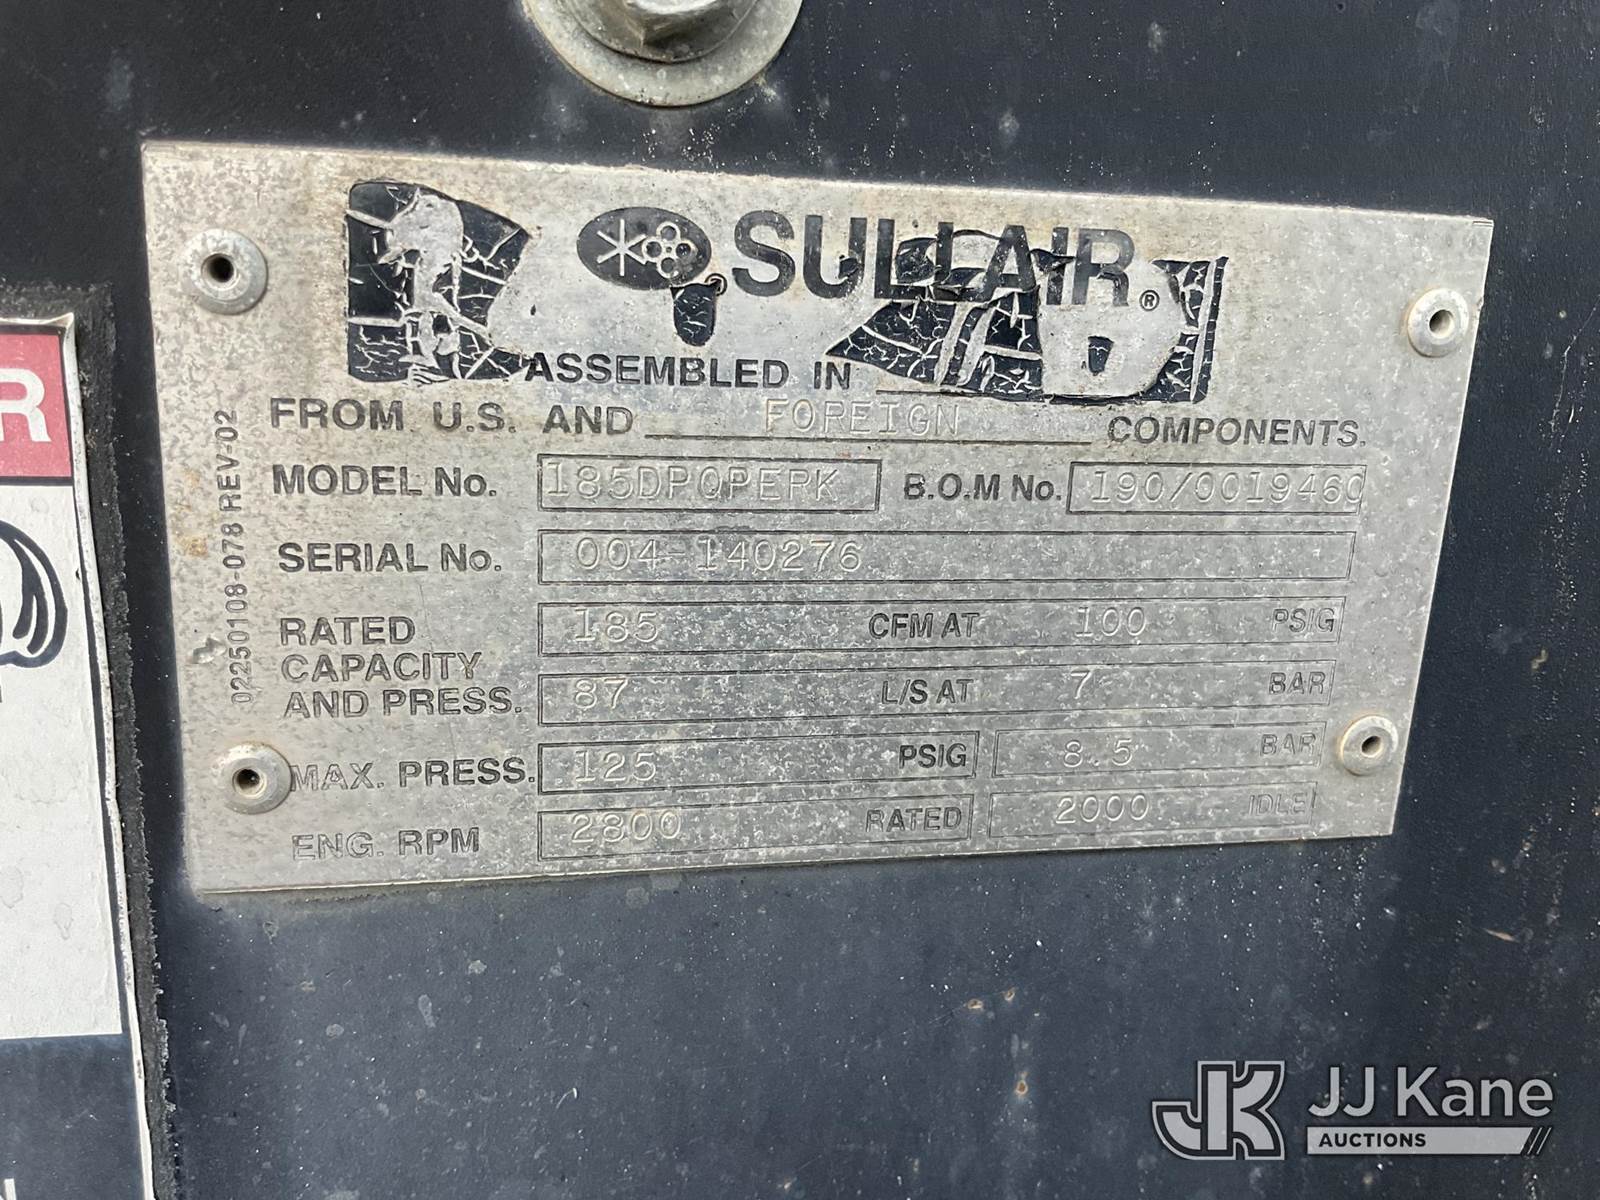 SULLAIR®
ASSEMBLED IN
FROM U.S. AND FOREIGN COMPONENTS.
MODEL No. 185DPQPERK B.O.M No. 190/0019460
SERIAL No. 004-140276
RATED CAPACITY AND PRESS.
185 CFM AT 100 PSIG
87 L/S AT 7 BAR
MAX. PRESS. 125 PSIG 8.5 BAR
ENG. RPM 2800 RATED 2000 IDLE
02250108-078 REV-02
R
N
JK JJ Kane
AUCTIONS